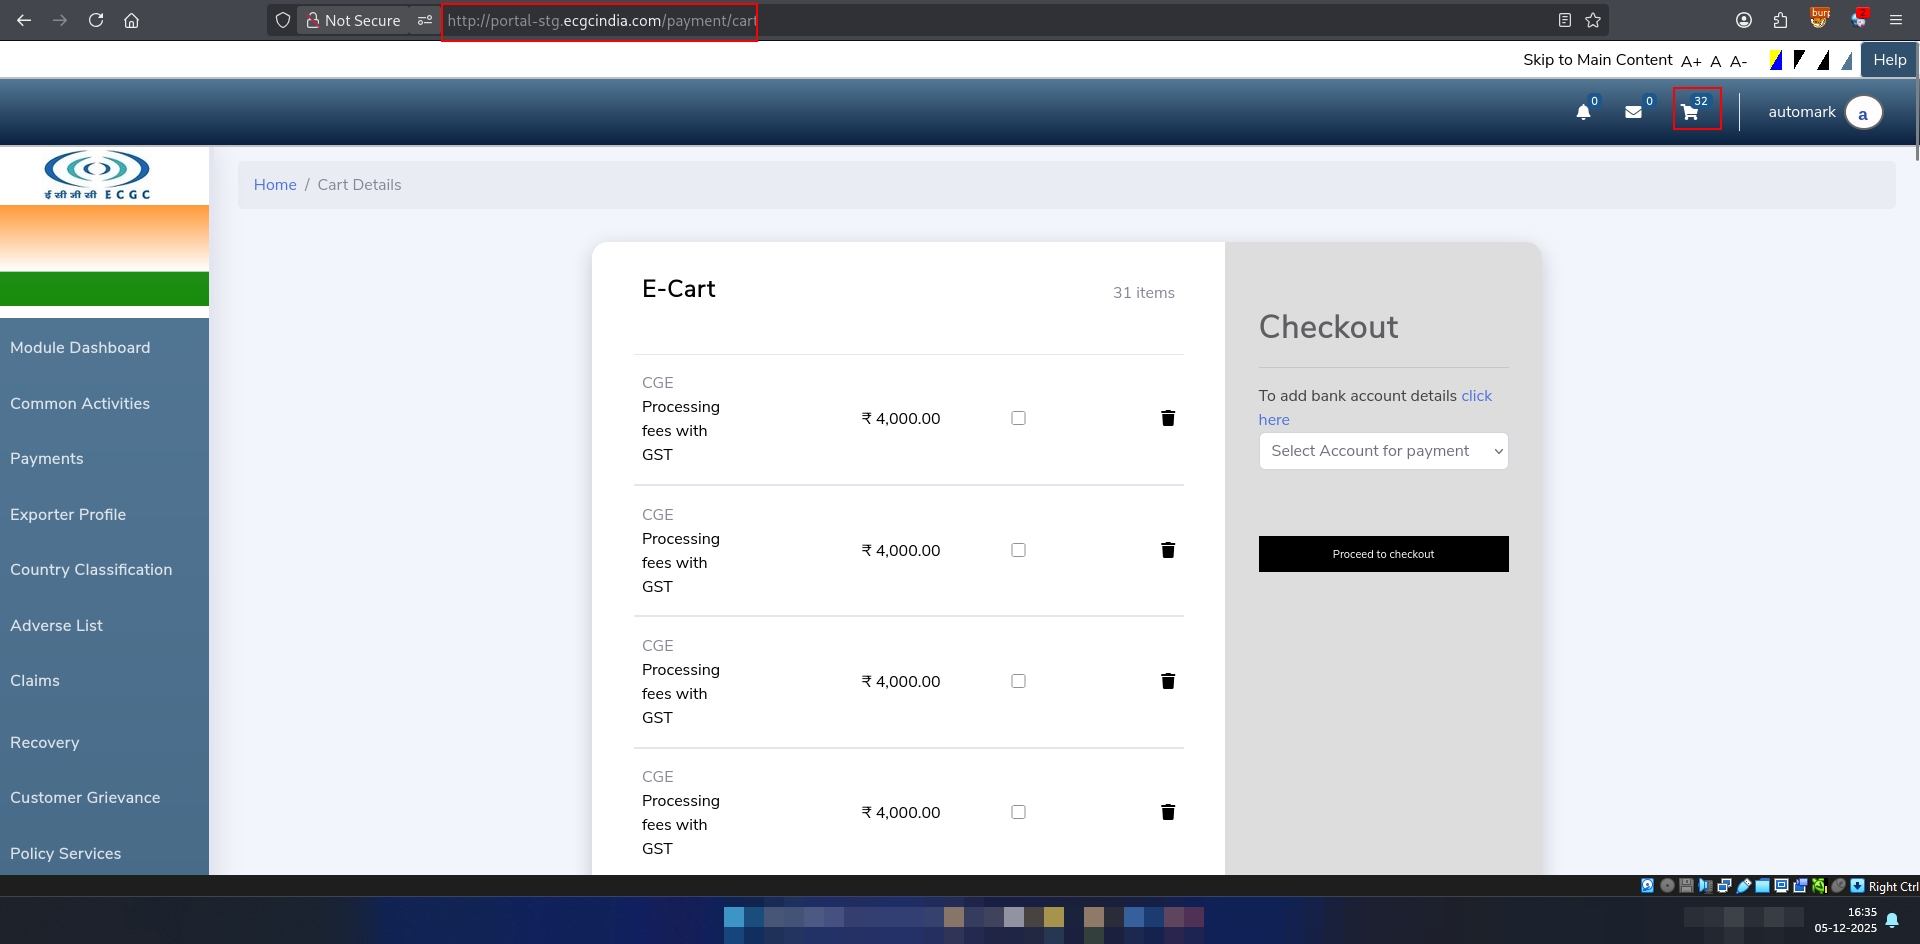 Not Secure
http://portal-stg.ecgcindia.com/payment/cart
burp
2
Skip to Main Content A+ A A- Help
0 0 32 automark a
ई सी जी सी E C G C
Home / Cart Details
Module Dashboard
Common Activities
Payments
Exporter Profile
Country Classification
Adverse List
Claims
Recovery
Customer Grievance
Policy Services
E-Cart 31 items
CGE
Processing
fees with
GST
₹ 4,000.00
CGE
Processing
fees with
GST
₹ 4,000.00
CGE
Processing
fees with
GST
₹ 4,000.00
CGE
Processing
fees with
GST
₹ 4,000.00
Checkout
To add bank account details click
here
Select Account for payment
Proceed to checkout
Right Ctrl
16:35
05-12-2025